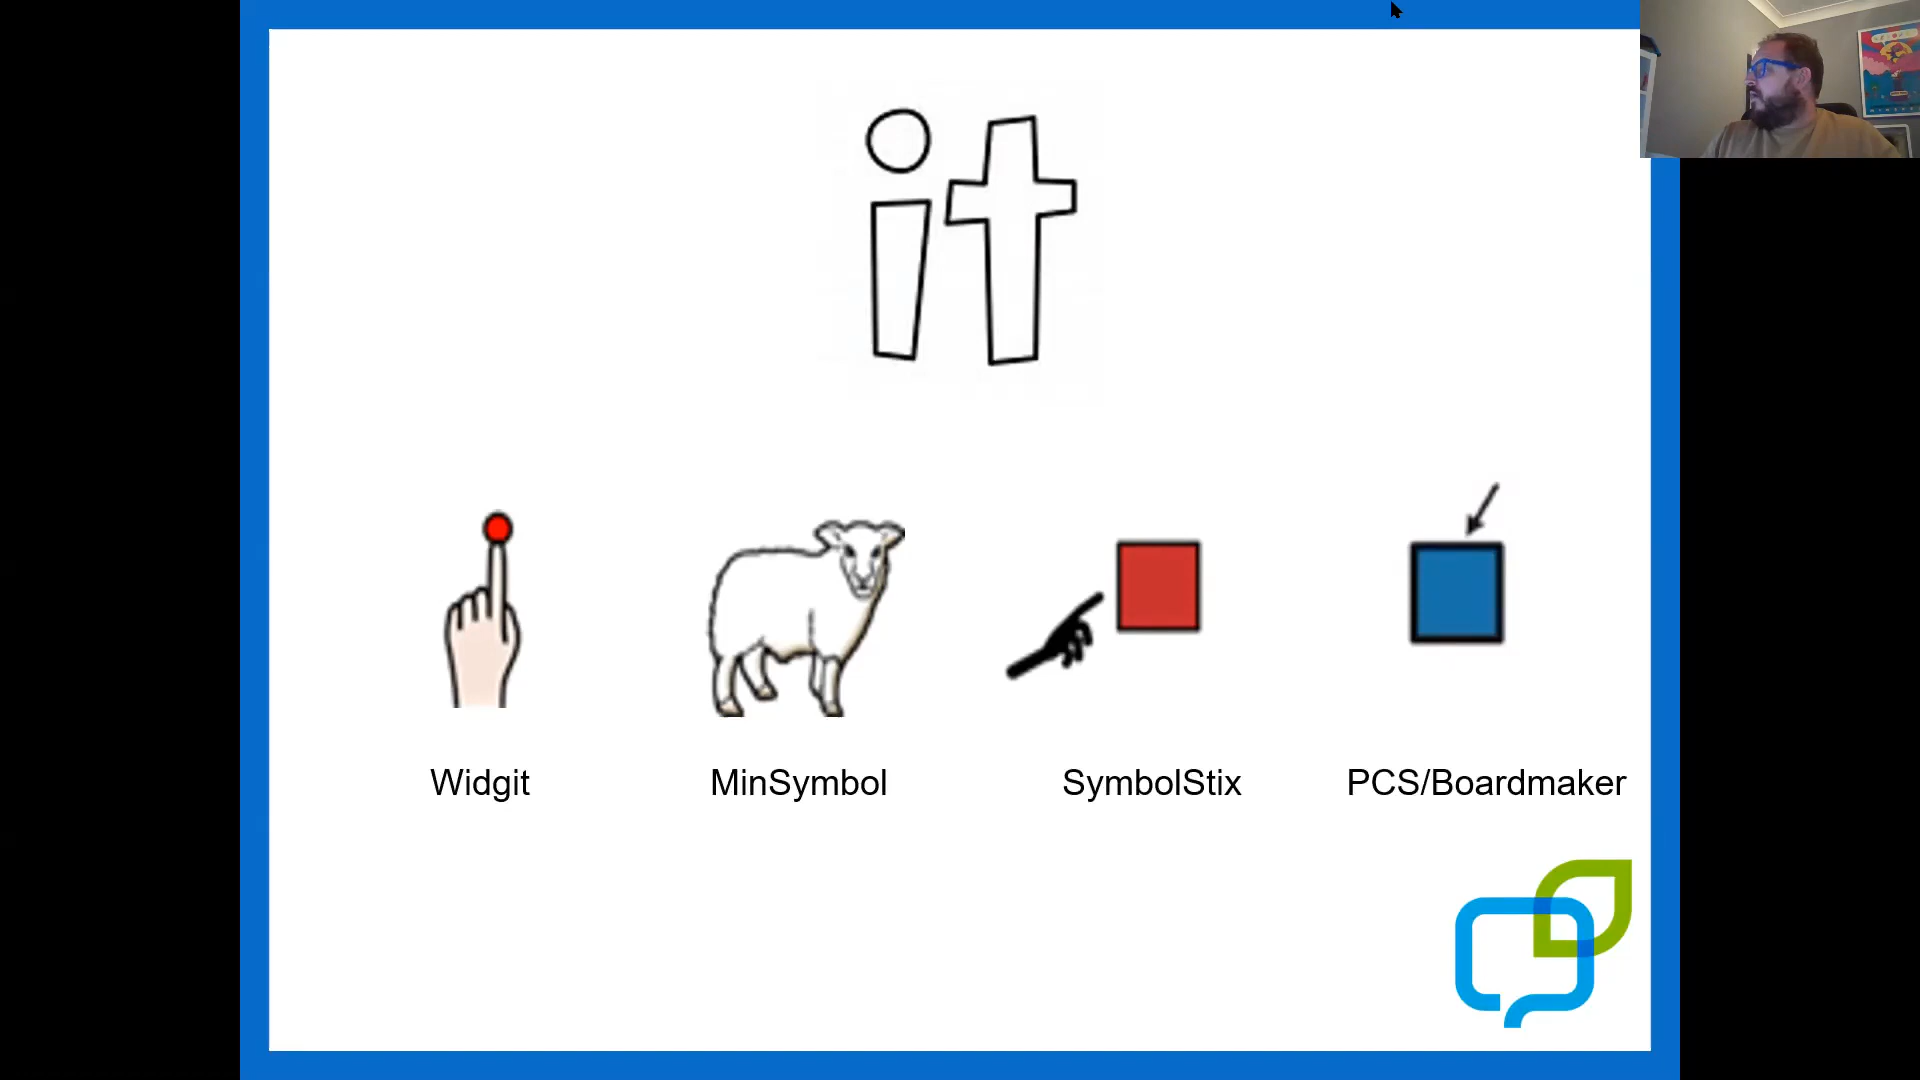 it
Widgit
MinSymbol
SymbolStix
PCS/Boardmaker